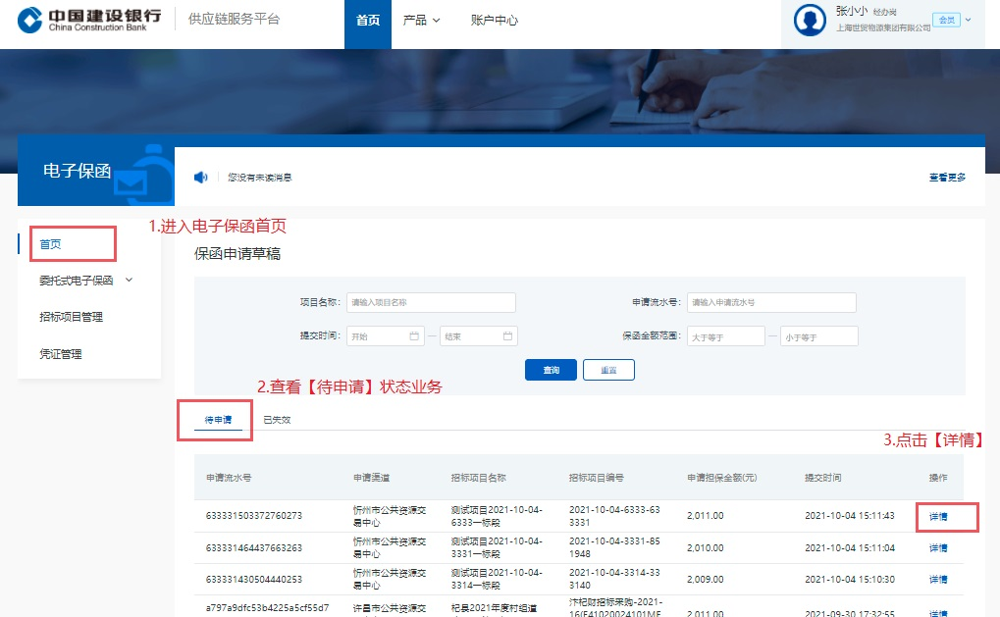 中国建设银行
China Construction Bank
供应链服务平台
首页
产品
账户中心
张小小 经办岗
上海世贸物源集团有限公司
会员
电子保函
您没有未读消息
查看更多
1.进入电子保函首页
首页
委托式电子保函
招标项目管理
凭证管理
保函申请草稿
项目名称: 请输入项目名称
申请流水号: 请输入申请流水号
提交时间: 开始 — 结束
保函金额范围: 大于等于 — 小于等于
查询 重置
2.查看【待申请】状态业务
待申请 已失效
3.点击【详情】
申请流水号 申请渠道 招标项目名称 招标项目编号 申请担保金额(元) 提交时间 操作
633331503372760273 忻州市公共资源交 测试项目2021-10-04- 2021-10-04-6333-63 2,011.00 2021-10-04 15:11:43 详情
易中心 6333一标段 3331
633331464437663263 忻州市公共资源交 测试项目2021-10-04- 2021-10-04-3331-85 2,010.00 2021-10-04 15:11:04 详情
易中心 3331一标段 1948
633331430504440253 忻州市公共资源交 测试项目2021-10-04- 2021-10-04-3314-33 2,009.00 2021-10-04 15:10:30 详情
易中心 3314一标段 3140
a797a9dfc53b4225a5cf55d7 许昌市公共资源交 杞县2021年度村组道 汴杞财招标采购-2021- 2,011.00 2021-09-30 17:32:55 详情